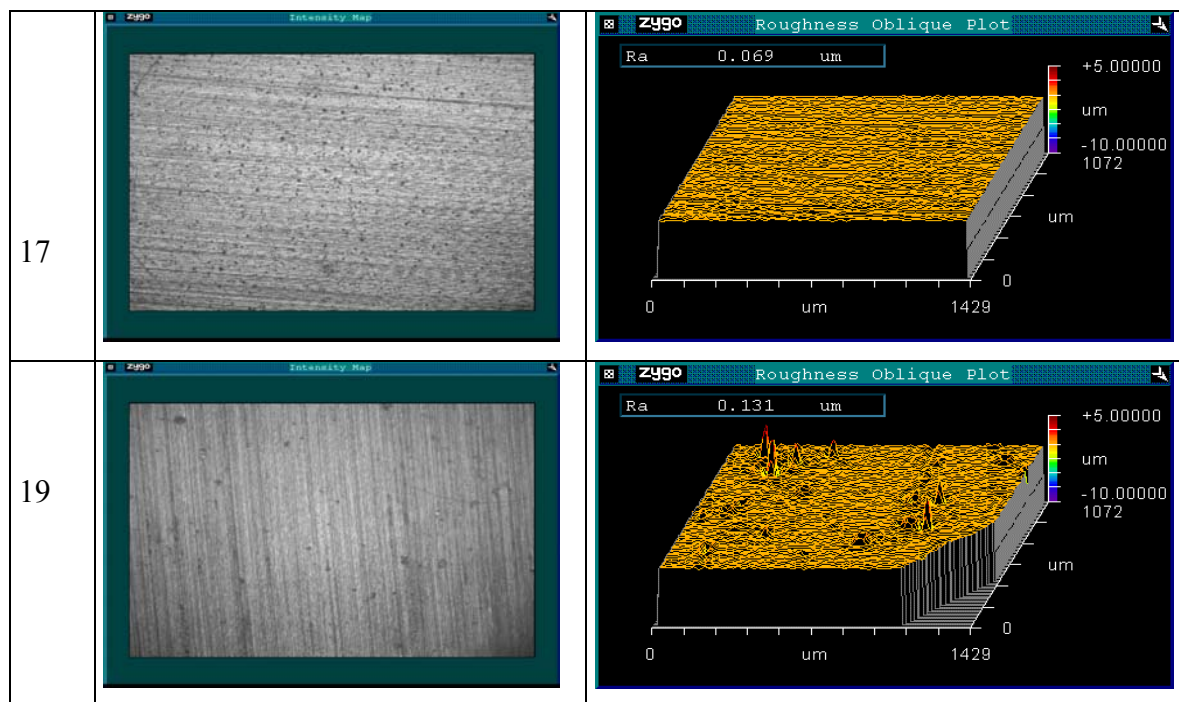 zygo Intensity Map
zygo Roughness Oblique Plot
Ra 0.069 um
+5.00000
um
-10.00000
1072
17
um
0
0 um 1429
zygo Intensity Map
zygo Roughness Oblique Plot
Ra 0.131 um
+5.00000
um
19
-10.00000
1072
um
0
0 um 1429